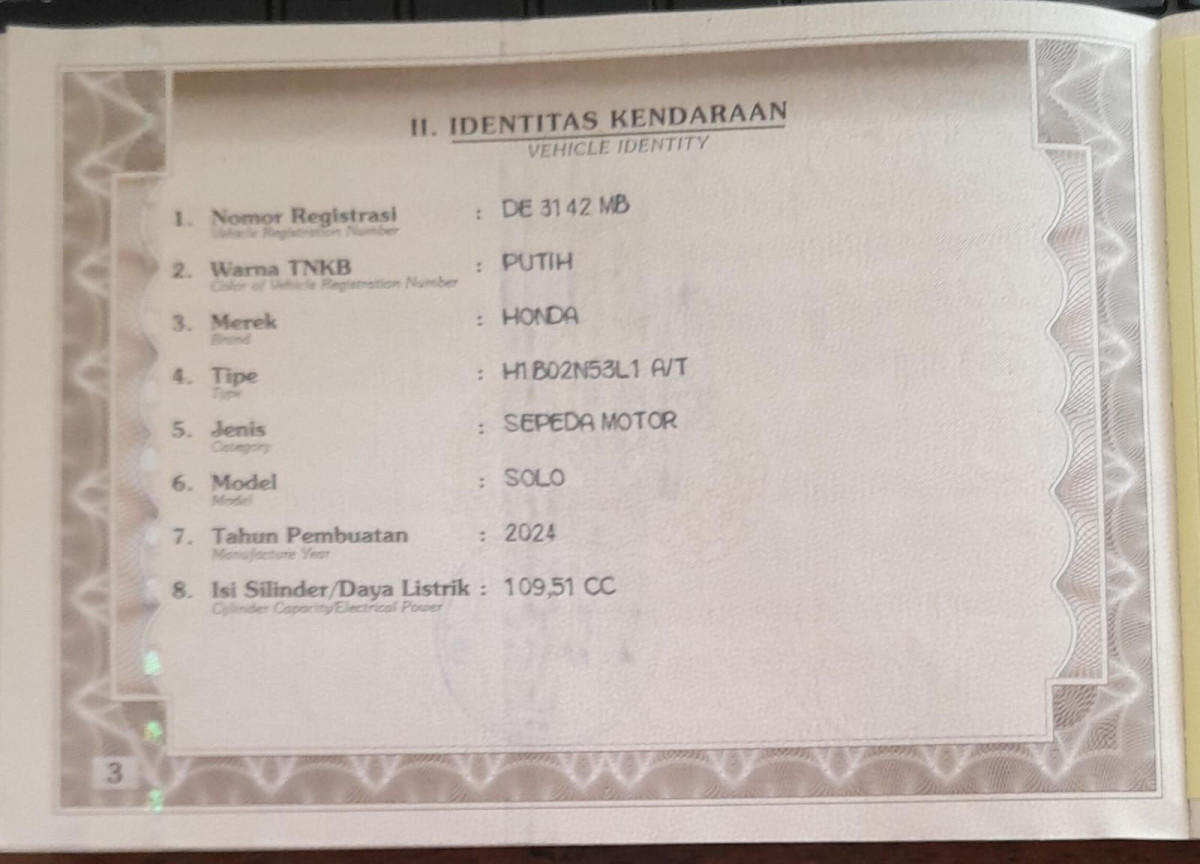 II. IDENTITAS KENDARAAN
VEHICLE IDENTITY
1. Nomor Registrasi : DE 3142 MB
Vehicle Registration Number
2. Warna TNKB : PUTIH
Color of Vehicle Registration Number
3. Merek : HONDA
Brand
4. Tipe : H1B02N53L1 A/T
Type
5. Jenis : SEPEDA MOTOR
Category
6. Model : SOLO
Model
7. Tahun Pembuatan : 2024
Manufacture Year
8. Isi Silinder/Daya Listrik : 109,51 CC
Cylinder Capacity/Electrical Power
3